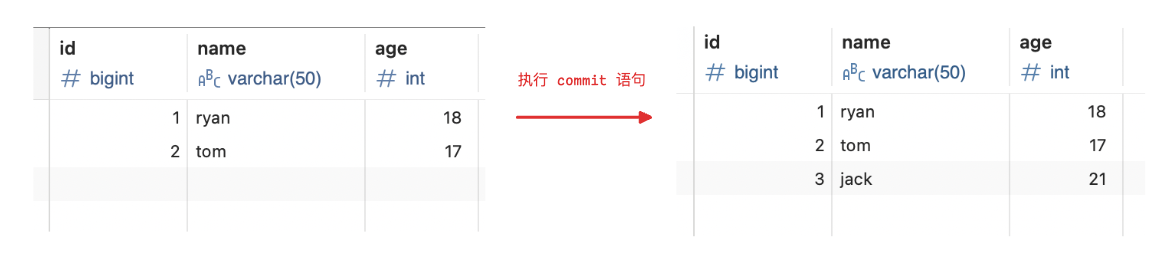 id name age
# bigint ABC varchar(50) # int
1 ryan 18
2 tom 17
执行 commit 语句
id name age
# bigint ABC varchar(50) # int
1 ryan 18
2 tom 17
3 jack 21